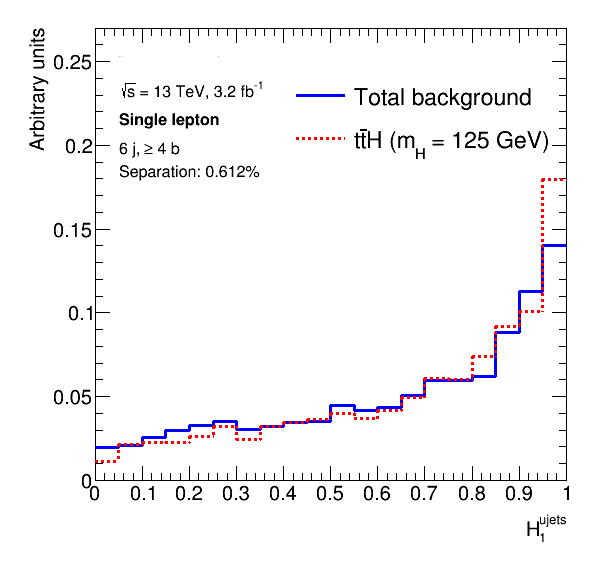 Arbitrary units
0.25
0.2
0.15
0.1
0.05
0
√s = 13 TeV, 3.2 fb⁻¹
Single lepton
6 j, ≥ 4 b
Separation: 0.612%
Total background
tt̄H (m_H = 125 GeV)
0 0.1 0.2 0.3 0.4 0.5 0.6 0.7 0.8 0.9 1
H₁^ujets